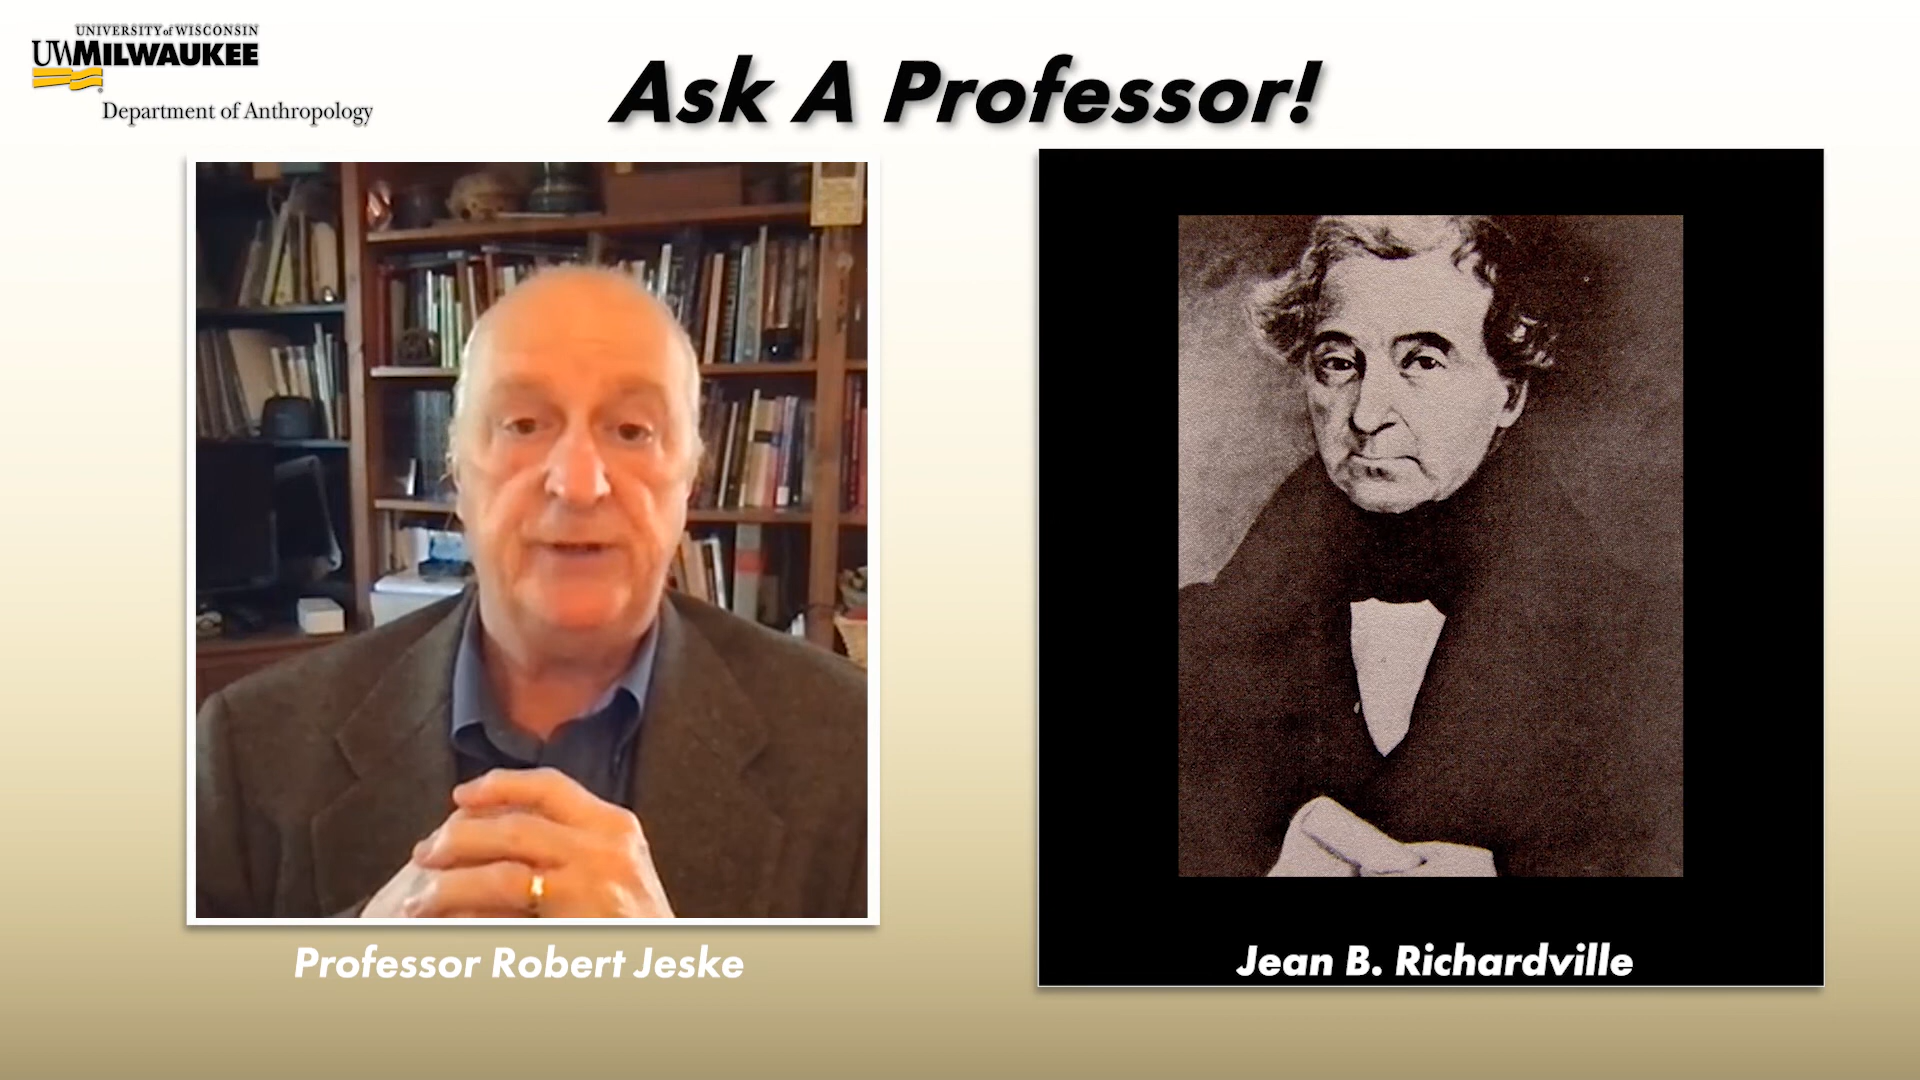 UNIVERSITY of WISCONSIN
UWMILWAUKEE
Department of Anthropology
Ask A Professor!
Professor Robert Jeske
Jean B. Richardville